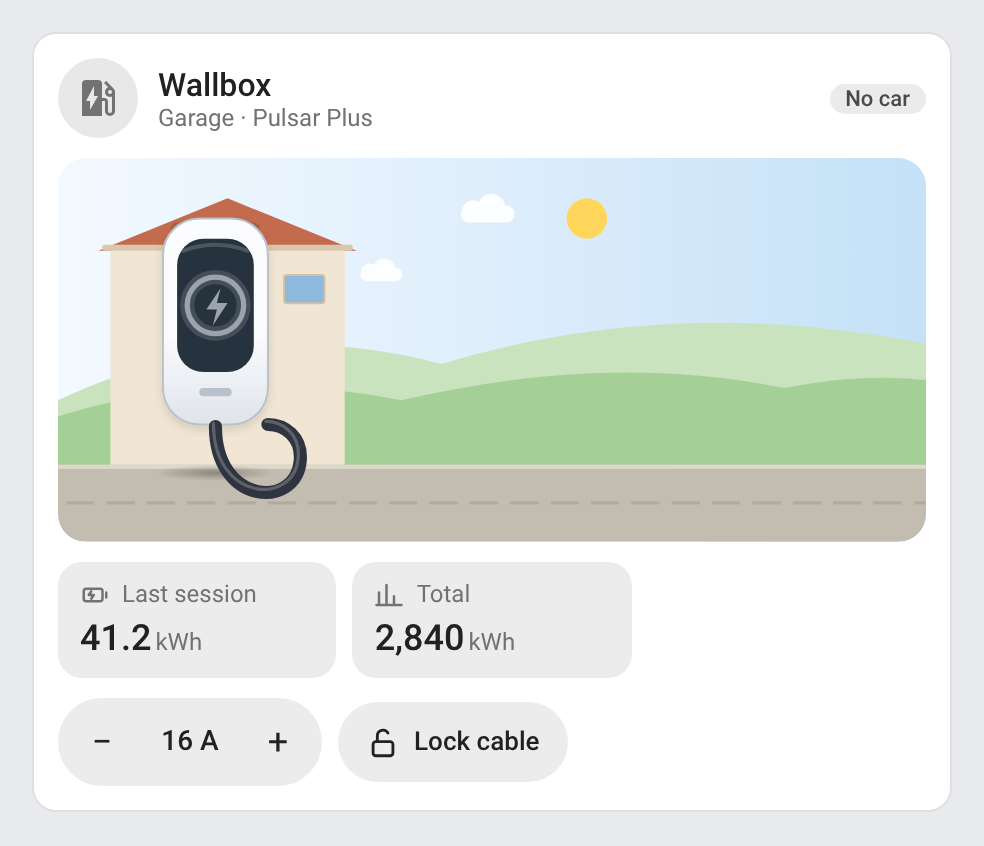 Wallbox
Garage · Pulsar Plus
No car
Last session
41.2 kWh
Total
2,840 kWh
− 16 A +
Lock cable